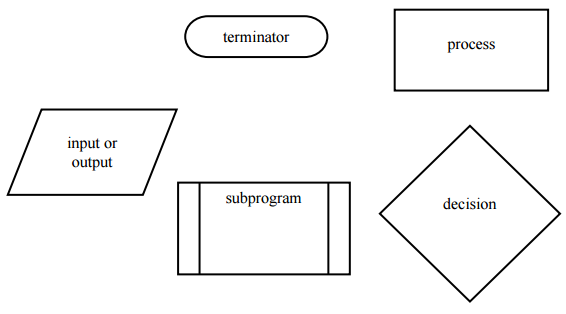 terminator
process
input or
output
subprogram
decision